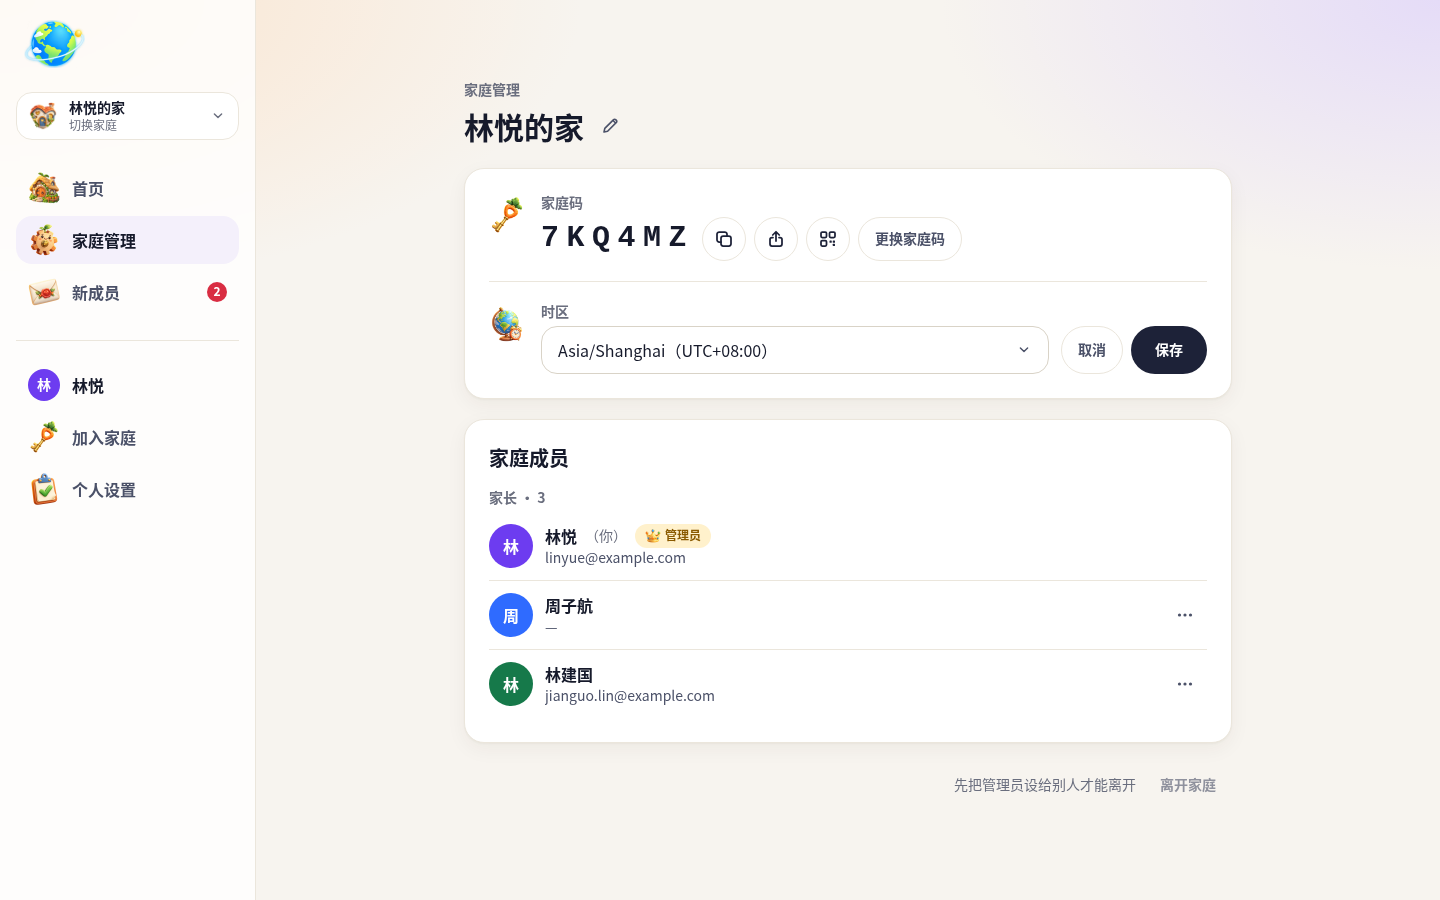 林悦的家
切换家庭
首页
家庭管理
新成员
2
林
林悦
加入家庭
个人设置
家庭管理
林悦的家
家庭码
7KQ4MZ
更换家庭码
时区
Asia/Shanghai（UTC+08:00）
取消
保存
家庭成员
家长 · 3
林
林悦 （你） 管理员
linyue@example.com
周
周子航
—
林
林建国
jianguo.lin@example.com
先把管理员设给别人才能离开 离开家庭